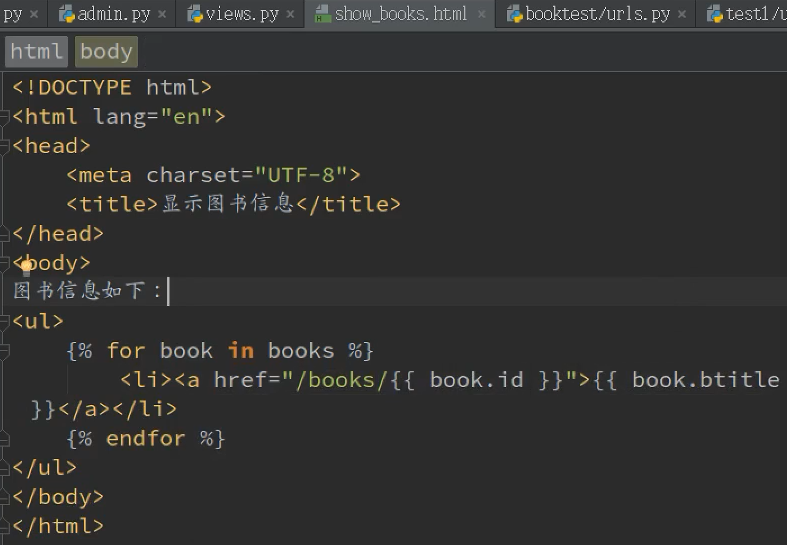 py admin.py views.py show_books.html booktest/urls.py test1/u
html body
<!DOCTYPE html>
<html lang="en">
<head>
    <meta charset="UTF-8">
    <title>显示图书信息</title>
</head>
<body>
图书信息如下：
<ul>
    {% for book in books %}
        <li><a href="/books/{{ book.id }}">{{ book.btitle
}}</a></li>
    {% endfor %}
</ul>
</body>
</html>